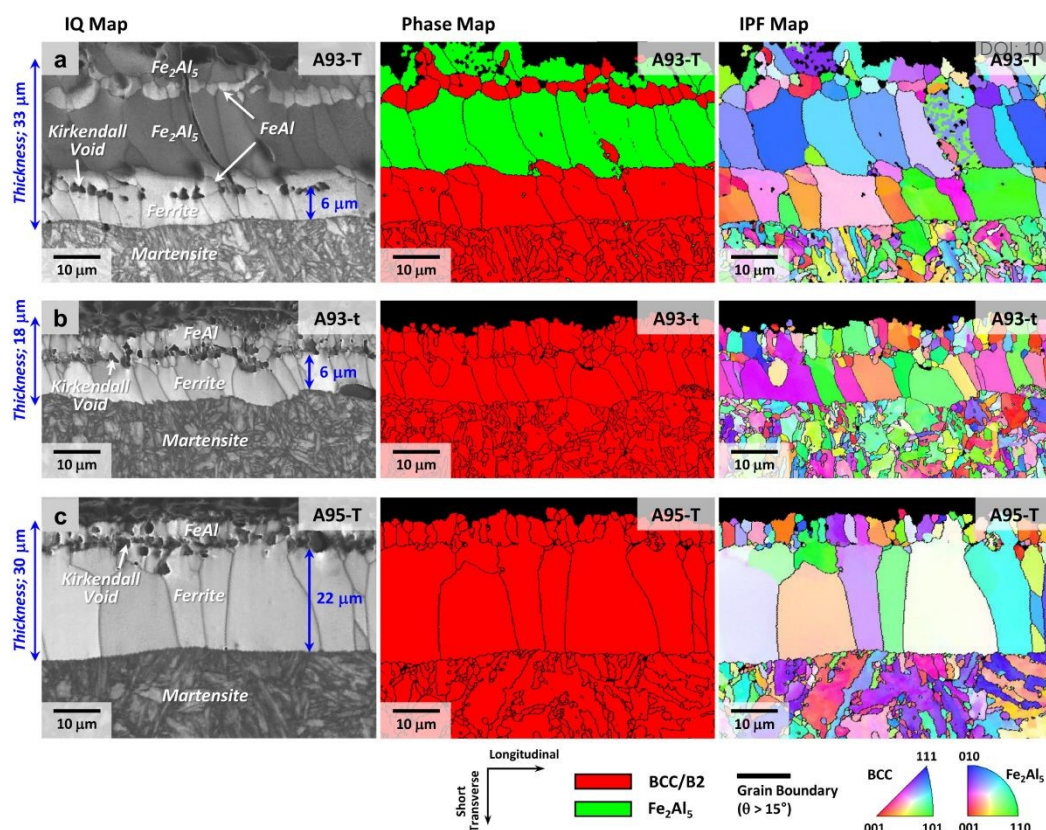 IQ Map
Phase Map
IPF Map
a
A93-T
A93-T
DOI: 10
A93-T
Thickness; 33 μm
Fe2Al5
Fe2Al5
FeAl
Kirkendall
Void
6 μm
Ferrite
Martensite
10 μm
10 μm
10 μm
b
A93-t
A93-t
A93-t
Thickness; 18 μm
FeAl
Kirkendall
Void
Ferrite
6 μm
Martensite
10 μm
10 μm
10 μm
c
A95-T
A95-T
A95-T
Thickness; 30 μm
FeAl
Kirkendall
Void
Ferrite
22 μm
Martensite
10 μm
10 μm
10 μm
Longitudinal
Short
Transverse
BCC/B2
Fe2Al5
Grain Boundary
(θ > 15°)
BCC
111
001
101
010
Fe2Al5
001
110